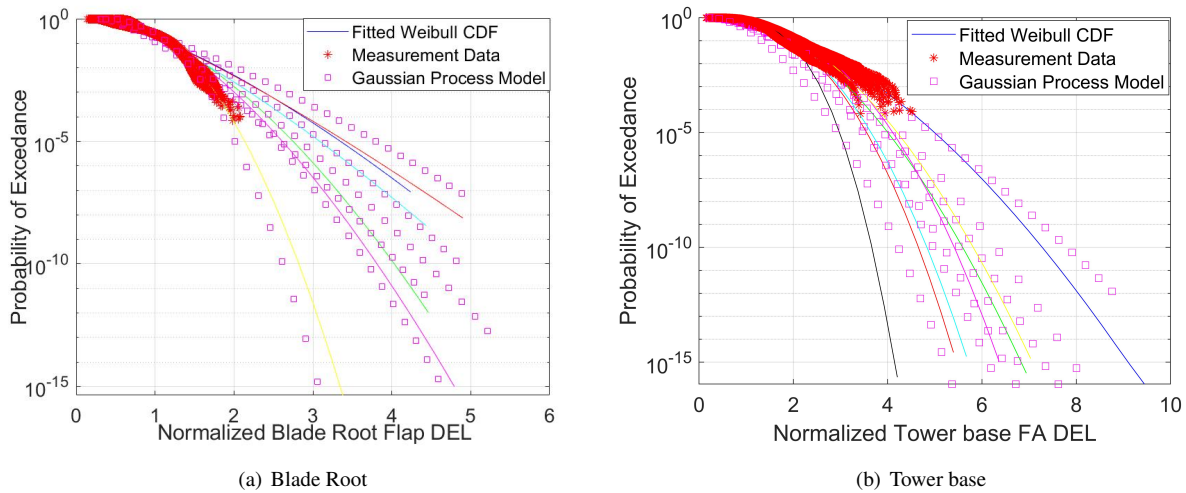 Probability of Excedance
10^0
10^-5
10^-10
10^-15
Fitted Weibull CDF
Measurement Data
Gaussian Process Model
0 1 2 3 4 5 6
Normalized Blade Root Flap DEL
(a) Blade Root
Probability of Excedance
10^0
10^-5
10^-10
10^-15
Fitted Weibull CDF
Measurement Data
Gaussian Process Model
0 2 4 6 8 10
Normalized Tower base FA DEL
(b) Tower base